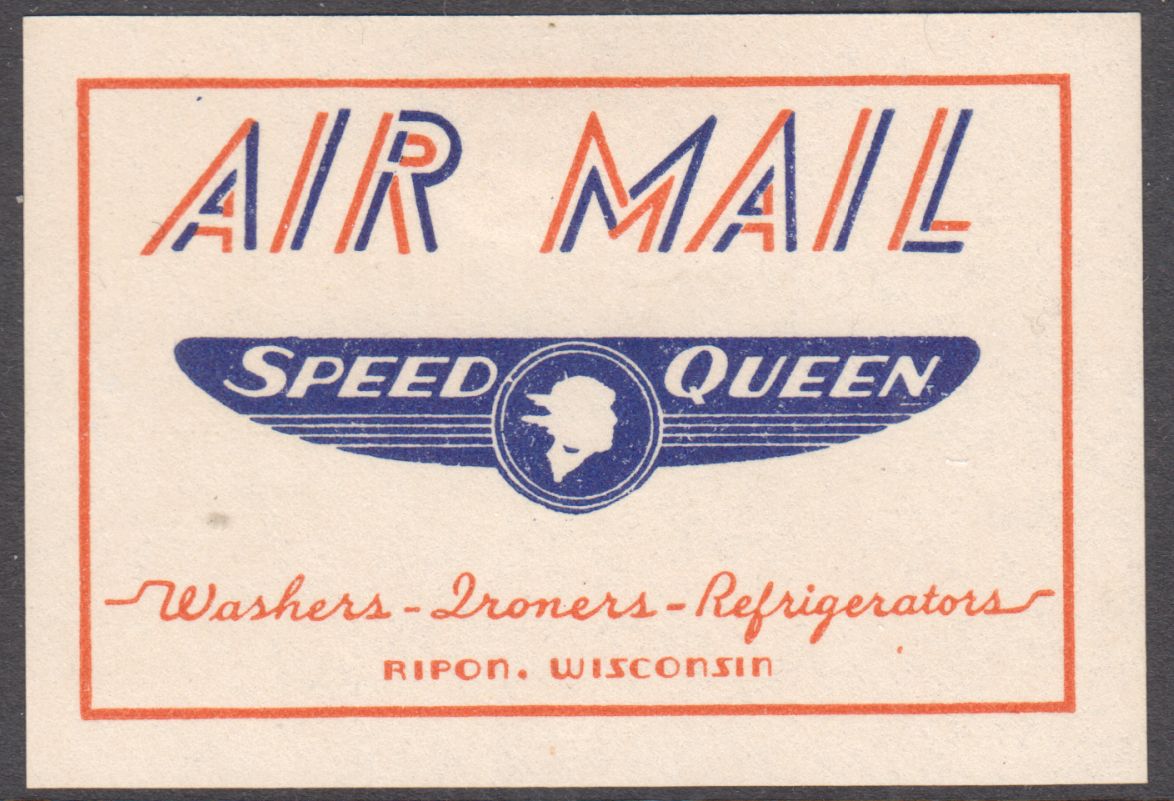 AIR MAIL
SPEED QUEEN
Washers - Ironers - Refrigerators
RIPON, WISCONSIN